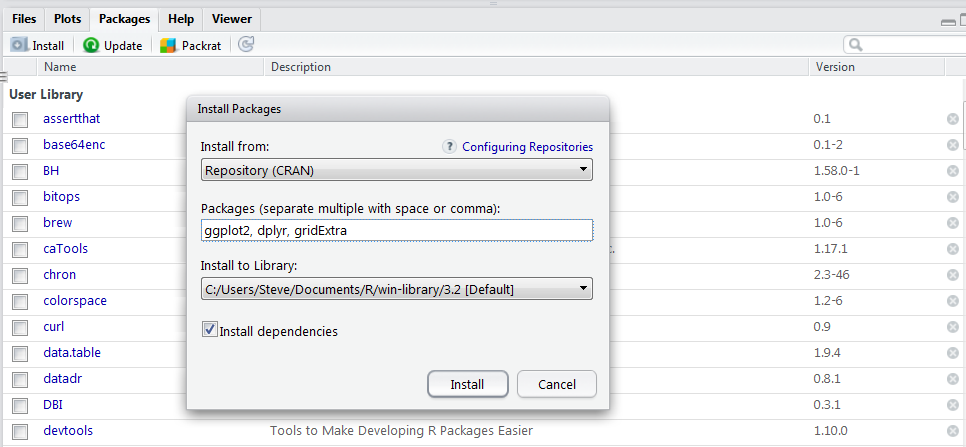 Files Plots Packages Help Viewer
Install Update Packrat
Name Description Version
User Library
assertthat 0.1
base64enc 0.1-2
BH 1.58.0-1
bitops 1.0-6
brew 1.0-6
caTools c. 1.17.1
chron 2.3-46
colorspace 1.2-6
curl 0.9
data.table 1.9.4
datadr 0.8.1
DBI 0.3.1
devtools Tools to Make Developing R Packages Easier 1.10.0
Install Packages
Install from: ? Configuring Repositories
Repository (CRAN)
Packages (separate multiple with space or comma):
ggplot2, dplyr, gridExtra
Install to Library:
C:/Users/Steve/Documents/R/win-library/3.2 [Default]
Install dependencies
Install Cancel